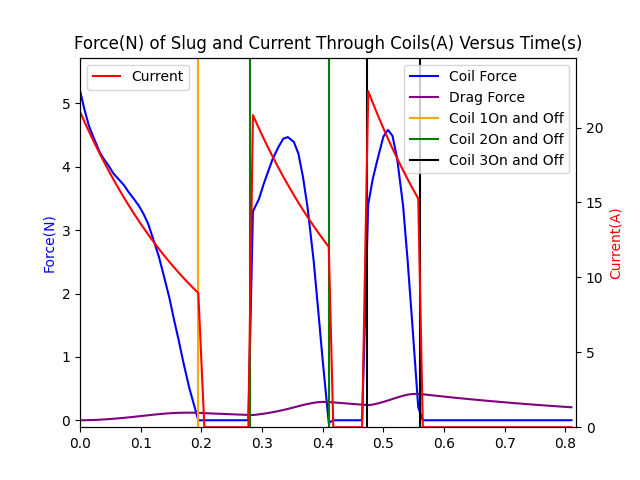 Force(N) of Slug and Current Through Coils(A) Versus Time(s)
Current
Coil Force
Drag Force
Coil 1On and Off
Coil 2On and Off
Coil 3On and Off
Force(N)
5
4
3
2
1
0
Current(A)
20
15
10
5
0
0.0 0.1 0.2 0.3 0.4 0.5 0.6 0.7 0.8